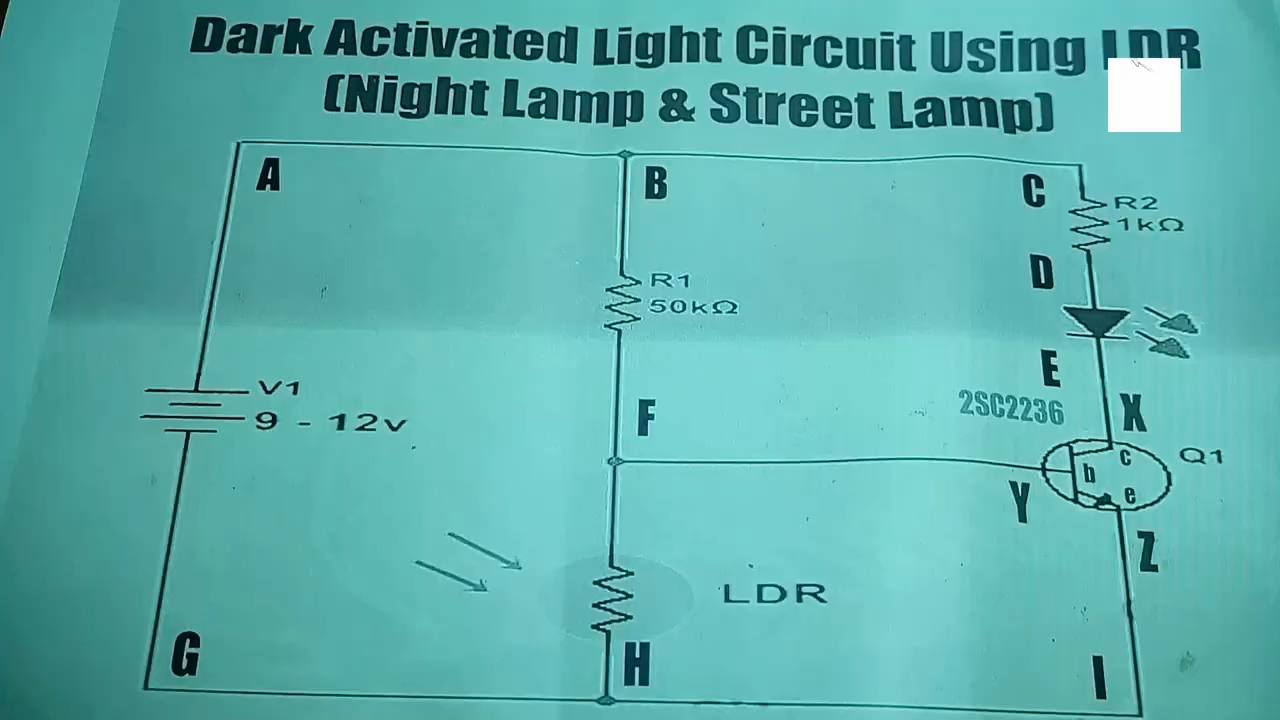 Dark Activated Light Circuit Using LDR
(Night Lamp & Street Lamp)
A
B
C
R2
1kΩ
D
R1
50kΩ
E
2SC2236
X
V1
9 - 12v
F
Q1
c
b
e
Y
Z
LDR
G
H
I